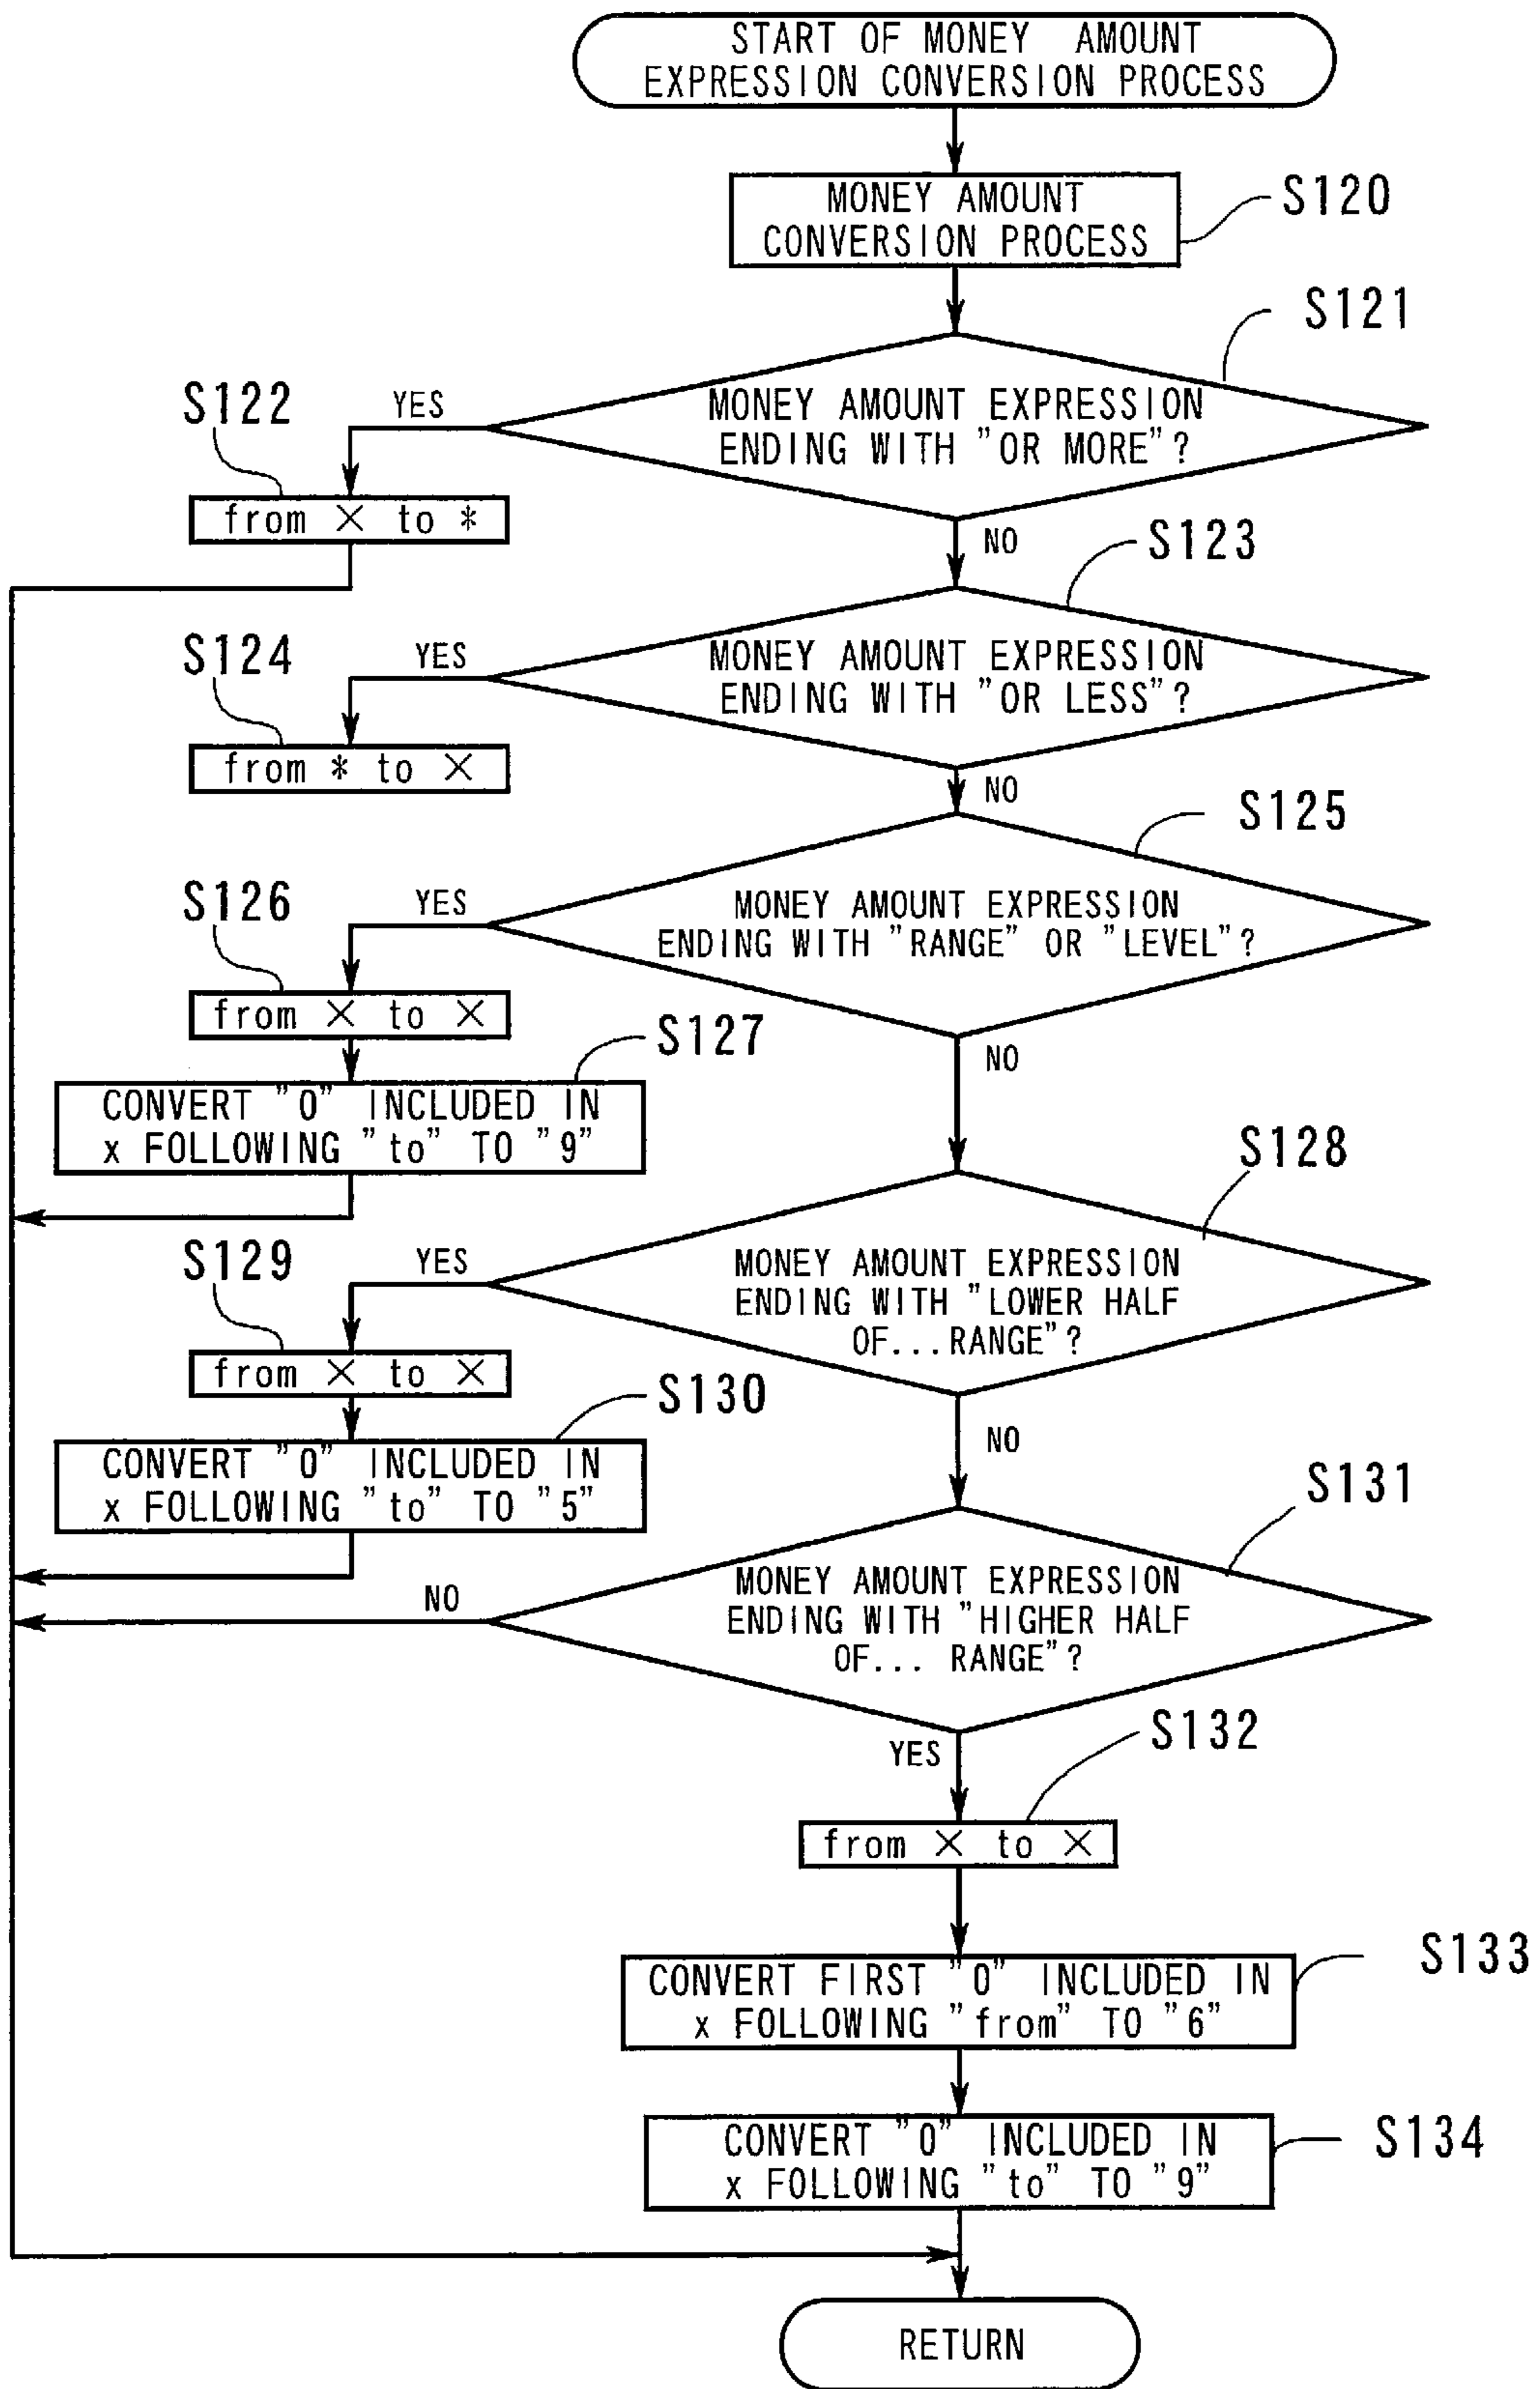 START OF MONEY AMOUNT
EXPRESSION CONVERSION PROCESS
MONEY AMOUNT
CONVERSION PROCESS
S120
S121
MONEY AMOUNT EXPRESSION
ENDING WITH "OR MORE"?
YES
S122
from × to *
NO
S123
MONEY AMOUNT EXPRESSION
ENDING WITH "OR LESS"?
YES
S124
from * to ×
NO
S125
MONEY AMOUNT EXPRESSION
ENDING WITH "RANGE" OR "LEVEL"?
YES
S126
from × to ×
S127
CONVERT "0" INCLUDED IN
x FOLLOWING "to" TO "9"
NO
S128
MONEY AMOUNT EXPRESSION
ENDING WITH "LOWER HALF
OF...RANGE"?
YES
S129
from × to ×
S130
CONVERT "0" INCLUDED IN
x FOLLOWING "to" TO "5"
NO
S131
MONEY AMOUNT EXPRESSION
ENDING WITH "HIGHER HALF
OF... RANGE"?
NO
YES
S132
from × to ×
S133
CONVERT FIRST "0" INCLUDED IN
x FOLLOWING "from" TO "6"
S134
CONVERT "0" INCLUDED IN
x FOLLOWING "to" TO "9"
RETURN